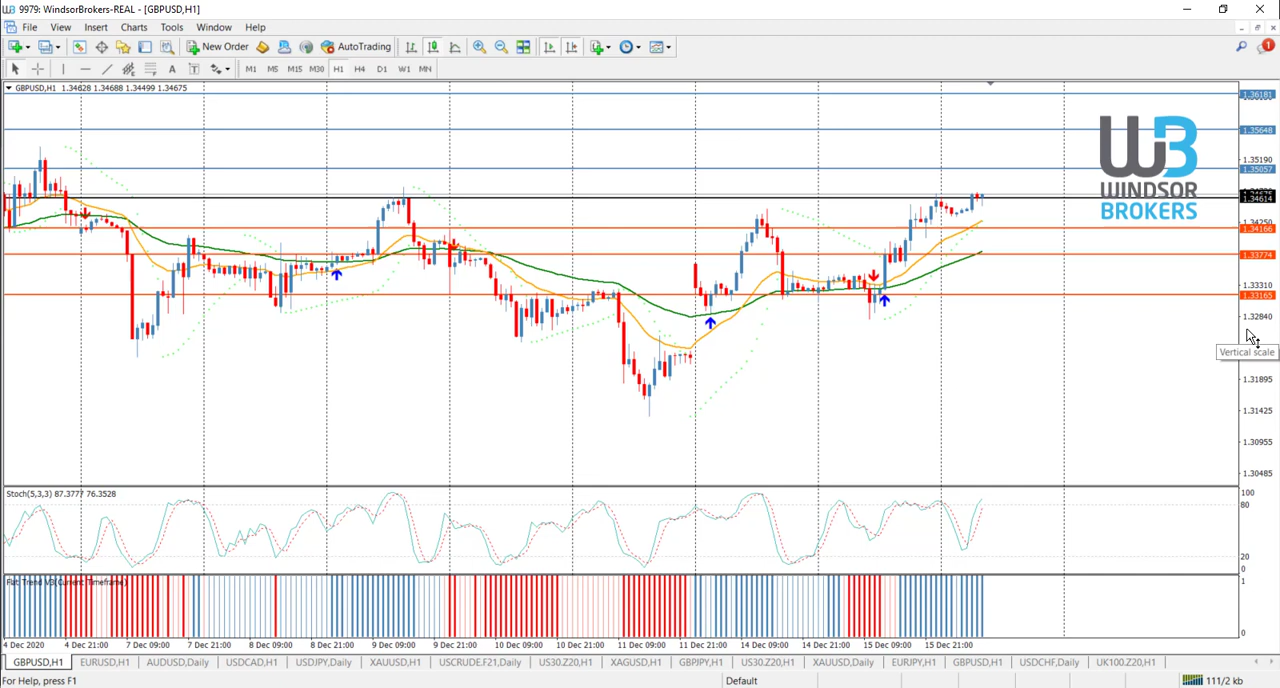 9979: WindsorBrokers-REAL - [GBPUSD,H1]
File View Insert Charts Tools Window Help
New Order AutoTrading 1
M1 M5 M15 M30 H1 H4 D1 W1 MN
GBPUSD,H1 1.34628 1.34688 1.34499 1.34675
1.36181
1.35648
1.35190
1.35057
1.34675
1.34614
1.34250
1.34166
1.33774
1.33310
1.33165
1.32840
1.31895
1.31425
1.30955
1.30485
WINDSOR
BROKERS
Vertical scale
Stoch(5,3,3) 87.3777 76.3528
100
80
20
0
Flat Trend V3(Current Timeframe)
1
0
4 Dec 2020 4 Dec 21:00 7 Dec 09:00 7 Dec 21:00 8 Dec 09:00 8 Dec 21:00 9 Dec 09:00 9 Dec 21:00 10 Dec 09:00 10 Dec 21:00 11 Dec 09:00 11 Dec 21:00 14 Dec 09:00 14 Dec 21:00 15 Dec 09:00 15 Dec 21:00
GBPUSD,H1 EURUSD,H1 AUDUSD,Daily USDCAD,H1 USDJPY,Daily XAUUSD,H1 USCRUDE.F21,Daily US30.Z20,H1 XAGUSD,H1 GBPJPY,H1 US30.Z20,H1 XAUUSD,Daily EURJPY,H1 GBPUSD,H1 USDCHF,Daily UK100.Z20,H1
For Help, press F1 Default 111/2 kb